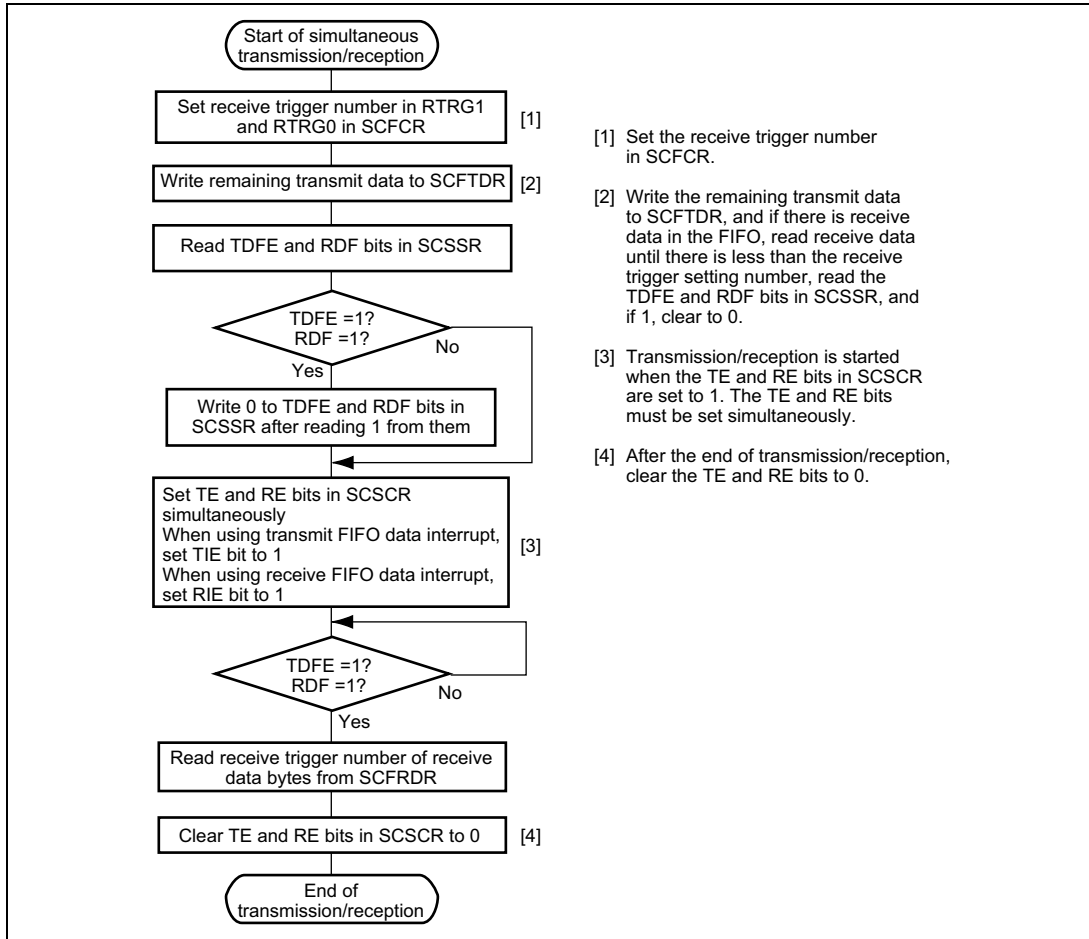 Start of simultaneous
transmission/reception
Set receive trigger number in RTRG1
and RTRG0 in SCFCR
[1]
Write remaining transmit data to SCFTDR
[2]
Read TDFE and RDF bits in SCSSR
TDFE =1?
RDF =1?
No
Yes
Write 0 to TDFE and RDF bits in
SCSSR after reading 1 from them
Set TE and RE bits in SCSCR
simultaneously
When using transmit FIFO data interrupt,
set TIE bit to 1
When using receive FIFO data interrupt,
set RIE bit to 1
[3]
TDFE =1?
RDF =1?
No
Yes
Read receive trigger number of receive
data bytes from SCFRDR
Clear TE and RE bits in SCSCR to 0
[4]
End of
transmission/reception
[1] Set the receive trigger number
in SCFCR.
[2] Write the remaining transmit data
to SCFTDR, and if there is receive
data in the FIFO, read receive data
until there is less than the receive
trigger setting number, read the
TDFE and RDF bits in SCSSR, and
if 1, clear to 0.
[3] Transmission/reception is started
when the TE and RE bits in SCSCR
are set to 1. The TE and RE bits
must be set simultaneously.
[4] After the end of transmission/reception,
clear the TE and RE bits to 0.